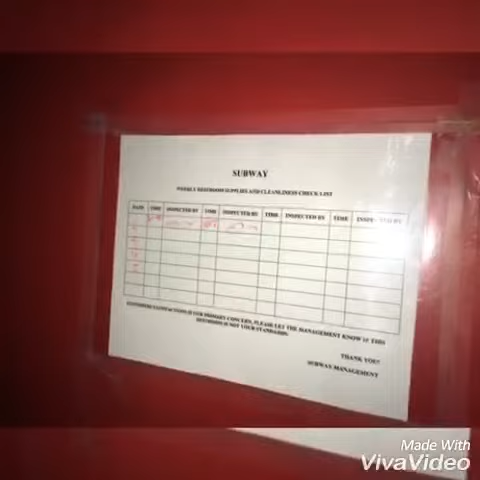 SUBWAY
WEEKLY RESTROOM SUPPLIES AND CLEANLINESS CHECK LIST
DATE TIME INSPECTED BY TIME INSPECTED BY TIME INSPECTED BY TIME INSPECTED BY
CUSTOMERS SATISFACTION IS OUR PRIMARY CONCERN, PLEASE LET THE MANAGEMENT KNOW IF THIS
RESTROOM IS NOT YOUR STANDARDS.
THANK YOU!
SUBWAY MANAGEMENT
Made With
VivaVideo